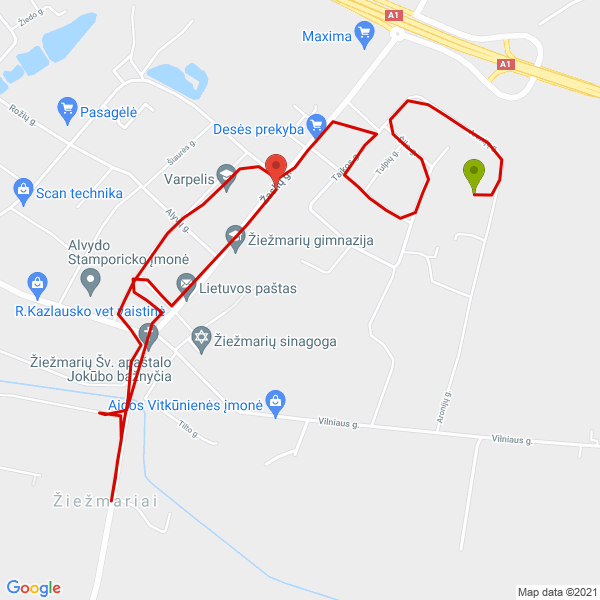 Žiedo g.
A1
Maxima
A1
Rožių g.
Pasagėlė
Desės prekyba
Šiaurės g.
Tulpių g.
Varpelis
Scan technika
Alyvų g.
Žiežmarių gimnazija
Alvydo
Stamporicko įmonė
Lietuvos paštas
R.Kazlausko vet vaistinė
Žiežmarių sinagoga
Žiežmarių Šv. apaštalo
Jokūbo bažnyčia
Aidos Vitkūnienės įmonė
Aronijų g.
Vilniaus g.
Tilto g.
Vilniaus g.
Žiežmariai
Google
Map data ©2021